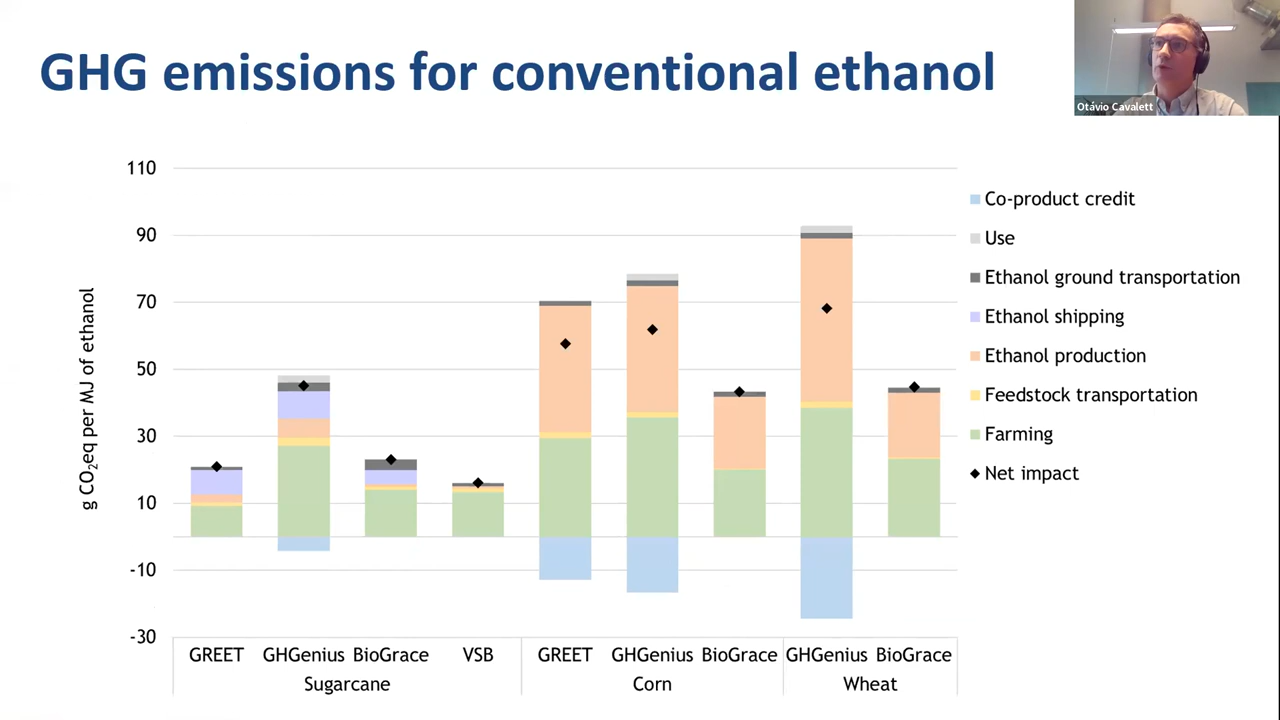 GHG emissions for conventional ethanol
Otávio Cavalett
110
90
70
50
30
10
-10
-30
g CO₂eq per MJ of ethanol
GREET GHGenius BioGrace VSB GREET GHGenius BioGrace GHGenius BioGrace
Sugarcane Corn Wheat
Co-product credit
Use
Ethanol ground transportation
Ethanol shipping
Ethanol production
Feedstock transportation
Farming
Net impact